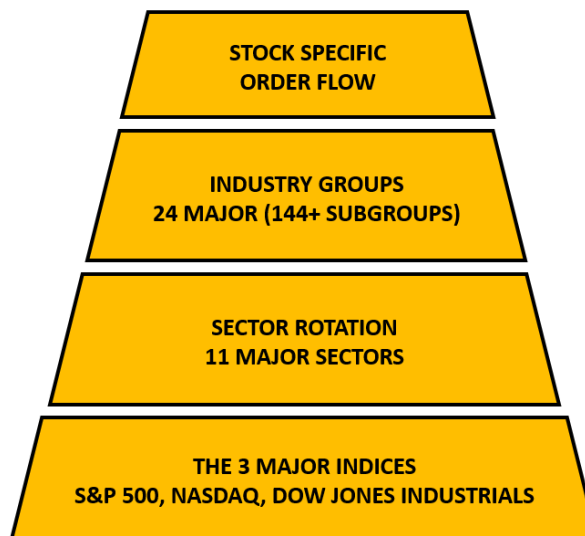 STOCK SPECIFIC
ORDER FLOW
INDUSTRY GROUPS
24 MAJOR (144+ SUBGROUPS)
SECTOR ROTATION
11 MAJOR SECTORS
THE 3 MAJOR INDICES
S&P 500, NASDAQ, DOW JONES INDUSTRIALS